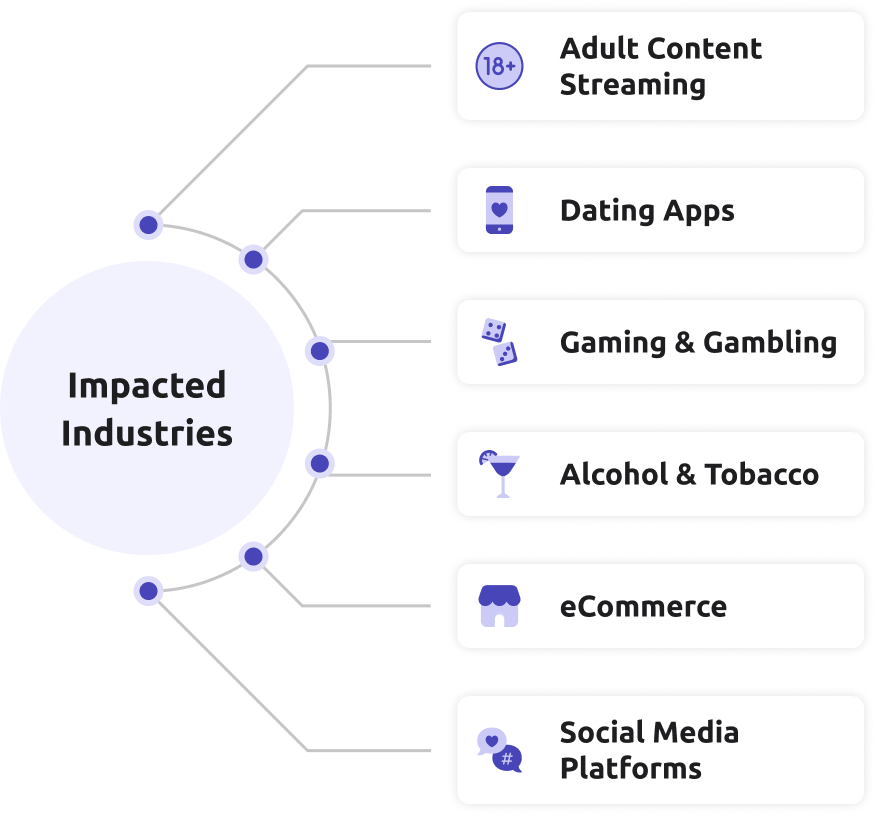 18+
Adult Content
Streaming
Dating Apps
Gaming & Gambling
Impacted
Industries
Alcohol & Tobacco
eCommerce
Social Media
Platforms
#